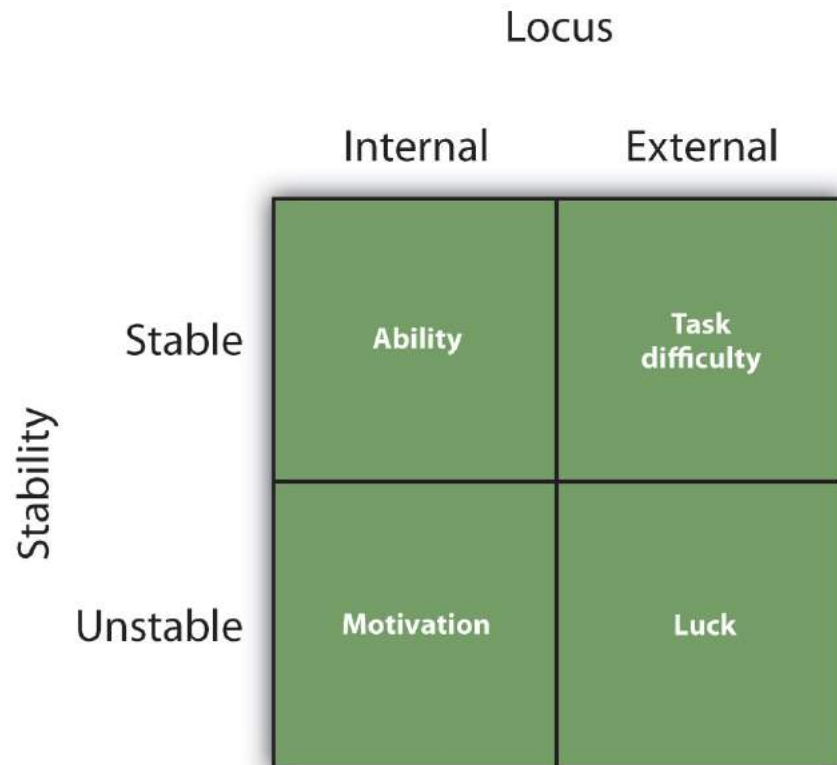 Locus
Internal External
Stable
Ability
Task
difficulty
Stability
Unstable
Motivation
Luck